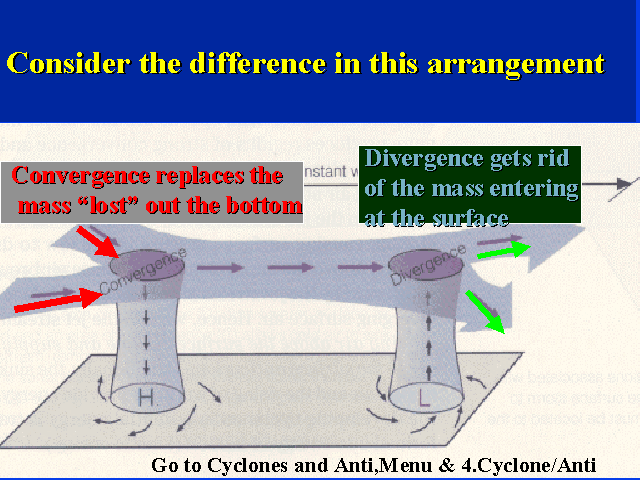 Consider the difference in this arrangement
Convergence replaces the
mass “lost” out the bottom
nstant w
Divergence gets rid
of the mass entering
at the surface
Convergence
Divergence
H
L
Go to Cyclones and Anti,Menu & 4.Cyclone/Anti